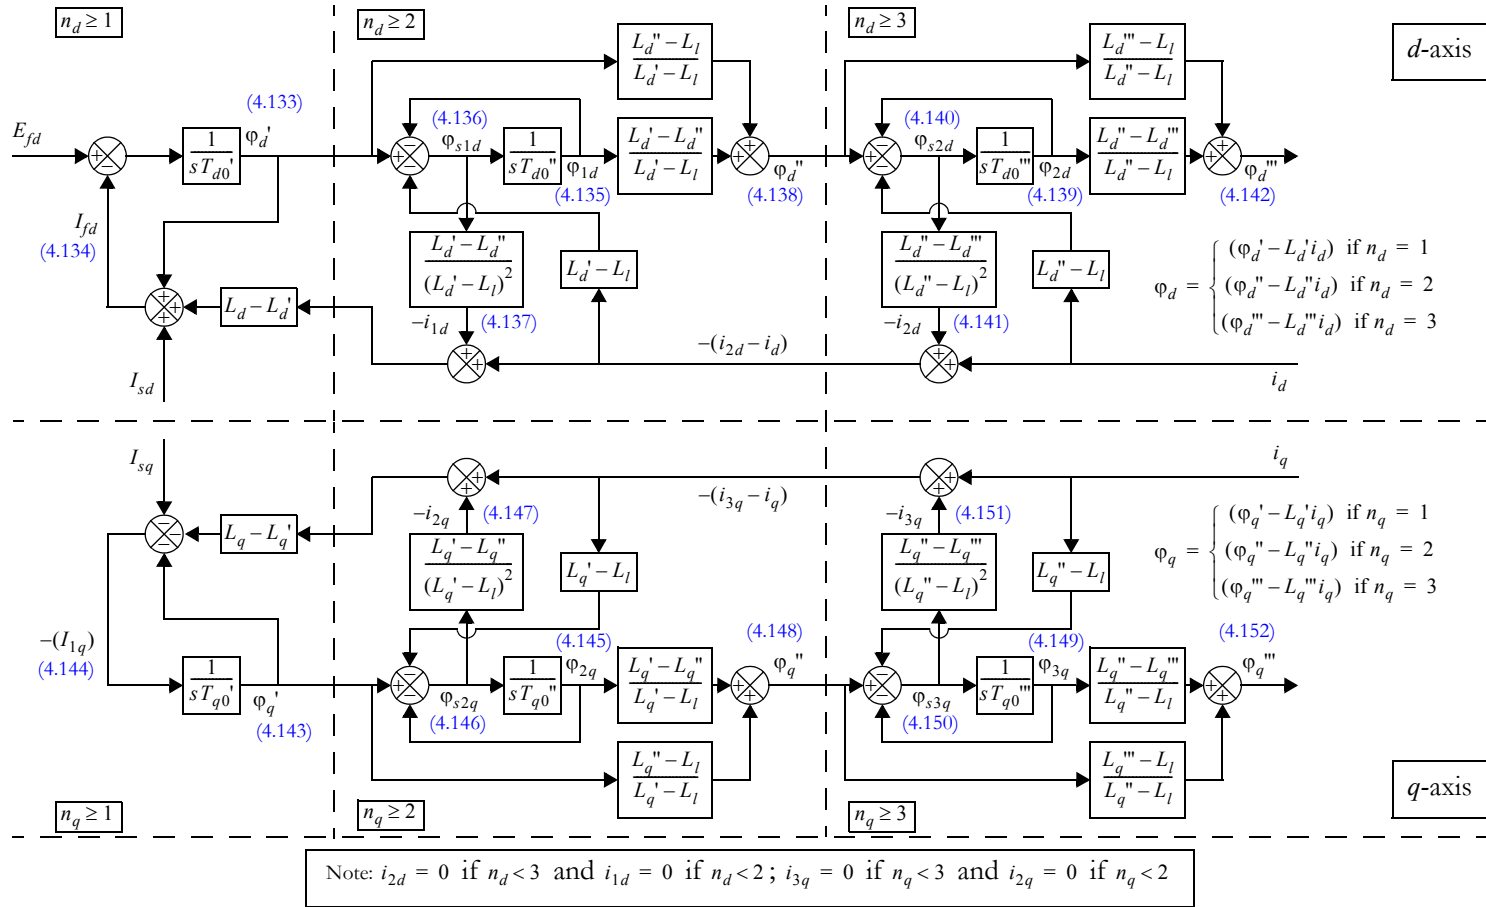 n_d ≥ 1
n_d ≥ 2
n_d ≥ 3
d-axis
L_d'' – L_l
L_d' – L_l
L_d''' – L_l
L_d'' – L_l
(4.133)
E_fd
+ –
1
sT_d0'
φ_d'
(4.136)
φ_s1d
+ – –
1
sT_d0''
φ_1d
(4.135)
L_d' – L_d''
L_d' – L_l
+ +
φ_d''
(4.138)
(4.140)
φ_s2d
+ – –
1
sT_d0'''
φ_2d
(4.139)
L_d'' – L_d'''
L_d'' – L_l
+ +
φ_d'''
(4.142)
I_fd
(4.134)
+ + +
L_d – L_d'
L_d' – L_d''
(L_d' – L_l)^2
L_d' – L_l
L_d'' – L_d'''
(L_d'' – L_l)^2
L_d'' – L_l
–i_1d
(4.137)
–i_2d
(4.141)
φ_d = { (φ_d' – L_d' i_d) if n_d = 1
(φ_d'' – L_d'' i_d) if n_d = 2
(φ_d''' – L_d''' i_d) if n_d = 3
+ +
–(i_2d – i_d)
+ +
i_d
I_sd
I_sq
+ +
–(i_3q – i_q)
+ +
i_q
– – –
L_q – L_q'
–i_2q
(4.147)
–i_3q
(4.151)
L_q' – L_q''
(L_q' – L_l)^2
L_q' – L_l
L_q'' – L_q'''
(L_q'' – L_l)^2
L_q'' – L_l
φ_q = { (φ_q' – L_q' i_q) if n_q = 1
(φ_q'' – L_q'' i_q) if n_q = 2
(φ_q''' – L_q''' i_q) if n_q = 3
–(I_1q)
(4.144)
1
sT_q0'
φ_q'
(4.143)
+ – –
φ_s2q
(4.146)
1
sT_q0''
(4.145)
φ_2q
L_q' – L_q''
L_q' – L_l
+ +
(4.148)
φ_q''
+ – –
φ_s3q
(4.150)
1
sT_q0'''
(4.149)
φ_3q
L_q'' – L_q'''
L_q'' – L_l
+ +
(4.152)
φ_q'''
L_q'' – L_l
L_q' – L_l
L_q''' – L_l
L_q'' – L_l
q-axis
n_q ≥ 1
n_q ≥ 2
n_q ≥ 3
Note: i_2d = 0 if n_d < 3 and i_1d = 0 if n_d < 2 ; i_3q = 0 if n_q < 3 and i_2q = 0 if n_q < 2